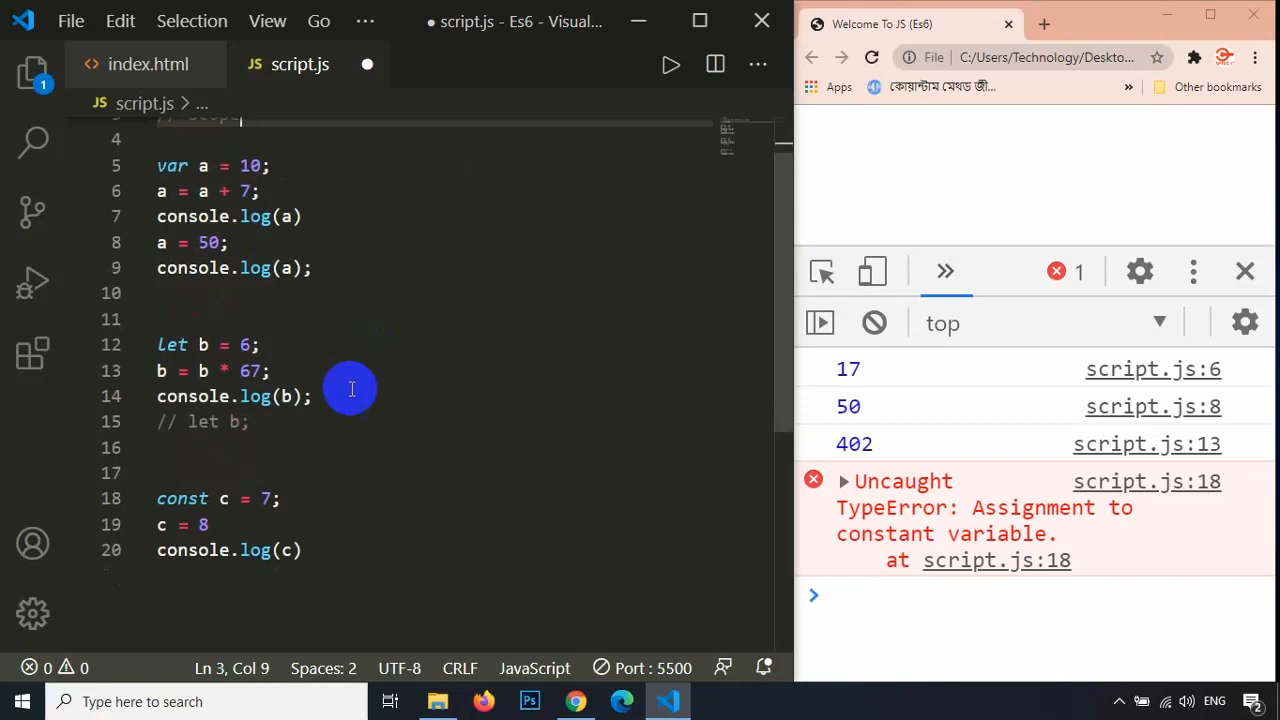 File Edit Selection View Go ··· ● script.js - Es6 - Visual...
index.html script.js
JS script.js > ...
3 // Scope
4
5 var a = 10;
6 a = a + 7;
7 console.log(a)
8 a = 50;
9 console.log(a);
10
11
12 let b = 6;
13 b = b * 67;
14 console.log(b);
15 // let b;
16
17
18 const c = 7;
19 c = 8
20 console.log(c)
0 0 Ln 3, Col 9 Spaces: 2 UTF-8 CRLF JavaScript Port : 5500
1
Welcome To JS (Es6)
File C:/Users/Technology/Deskto...
Apps কোয়ান্টাম মেথড জী... » Other bookmarks
1
top
17 script.js:6
50 script.js:8
402 script.js:13
Uncaught script.js:18
TypeError: Assignment to
constant variable.
at script.js:18
Type here to search
Ps
ENG
2